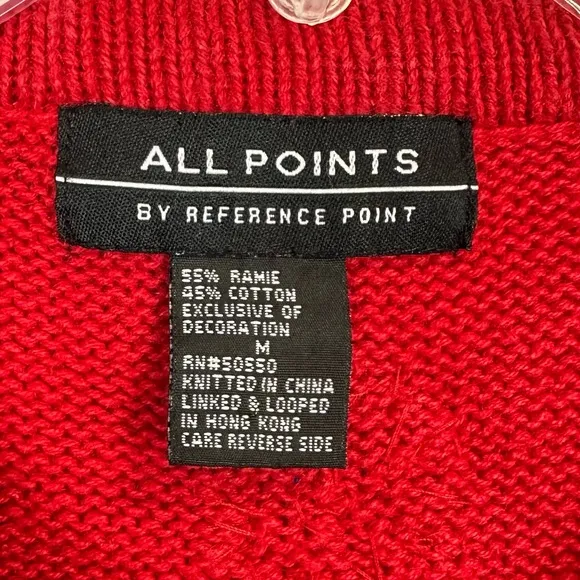 ALL POINTS
BY REFERENCE POINT
55% RAMIE
45% COTTON
EXCLUSIVE OF
DECORATION
M
RN#50550
KNITTED IN CHINA
LINKED & LOOPED
IN HONG KONG
CARE REVERSE SIDE